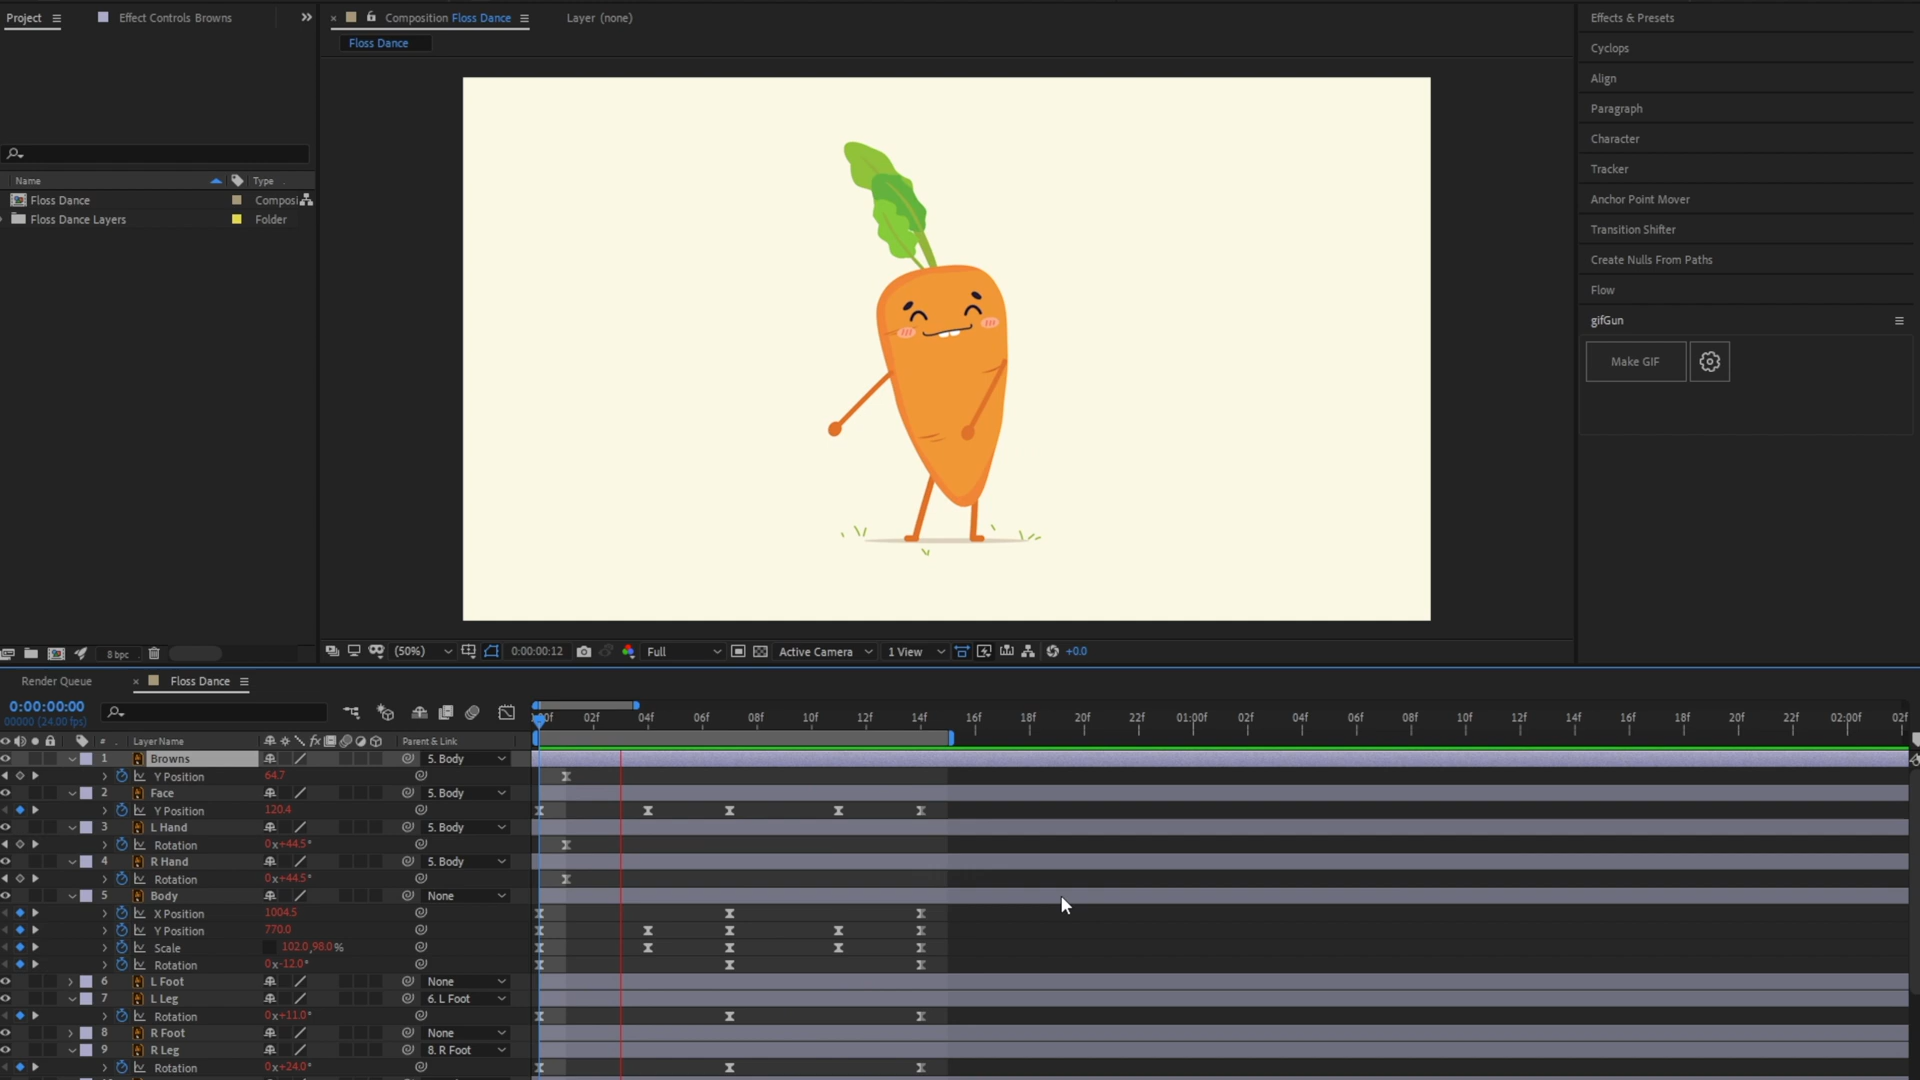 Project
Effect Controls Browns
Composition Floss Dance
Layer (none)
Floss Dance
Name
Type
Floss Dance
Composi
Floss Dance Layers
Folder
8 bpc
(50%)
0:00:00:12
Full
Active Camera
1 View
+0.0
Effects & Presets
Cyclops
Align
Paragraph
Character
Tracker
Anchor Point Mover
Transition Shifter
Create Nulls From Paths
Flow
gifGun
Make GIF
Render Queue
Floss Dance
0:00:00:00
00000 (24.00 fps)
02f 04f 06f 08f 10f 12f 14f 16f 18f 20f 22f 01:00f 02f 04f 06f 08f 10f 12f 14f 16f 18f 20f 22f 02:00f 02f
# Layer Name fx Parent & Link
1 Browns 5. Body
Y Position 64.7
2 Face 5. Body
Y Position 120.4
3 L Hand 5. Body
Rotation 0x+44.5°
4 R Hand 5. Body
Rotation 0x+44.5°
5 Body None
X Position 1004.5
Y Position 770.0
Scale 102.0,98.0%
Rotation 0x-12.0°
6 L Foot None
7 L Leg 6. L Foot
Rotation 0x+11.0°
8 R Foot None
9 R Leg 8. R Foot
Rotation 0x+24.0°